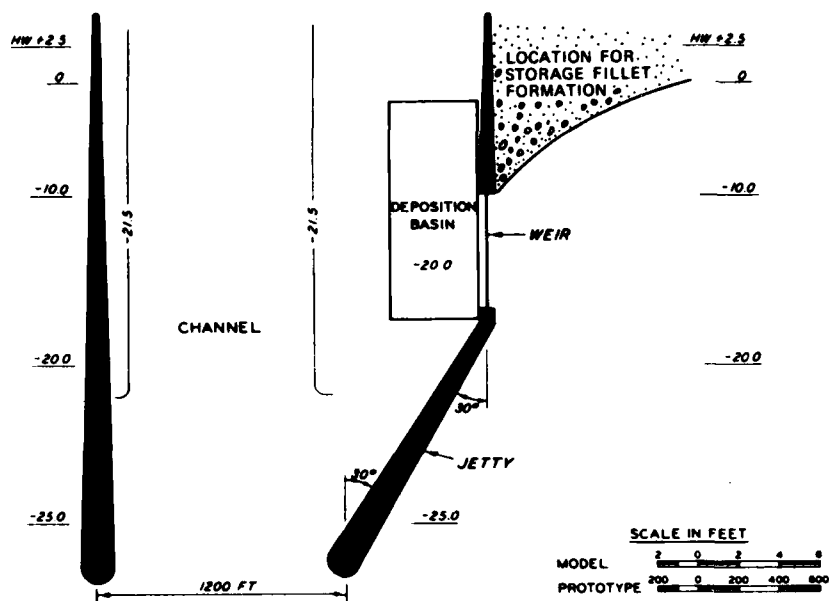 HW +2.5
0
-10.0
-20.0
-25.0
-21.5
-21.5
CHANNEL
DEPOSITION
BASIN
-20.0
LOCATION FOR
STORAGE FILLET
FORMATION
HW +2.5
0
-10.0
WEIR
-20.0
30°
JETTY
30°
-25.0
1200 FT
SCALE IN FEET
MODEL 2 0 2 4 6
PROTOTYPE 200 0 200 400 600